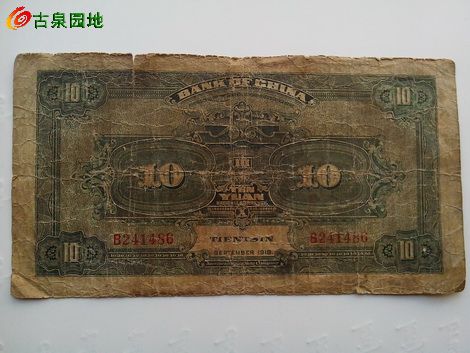 古泉园地
10 BANK OF CHINA 10
10 10
TEN
YUAN
B241486 TIENTSIN B241486
10 SEPTEMBER 1918 10